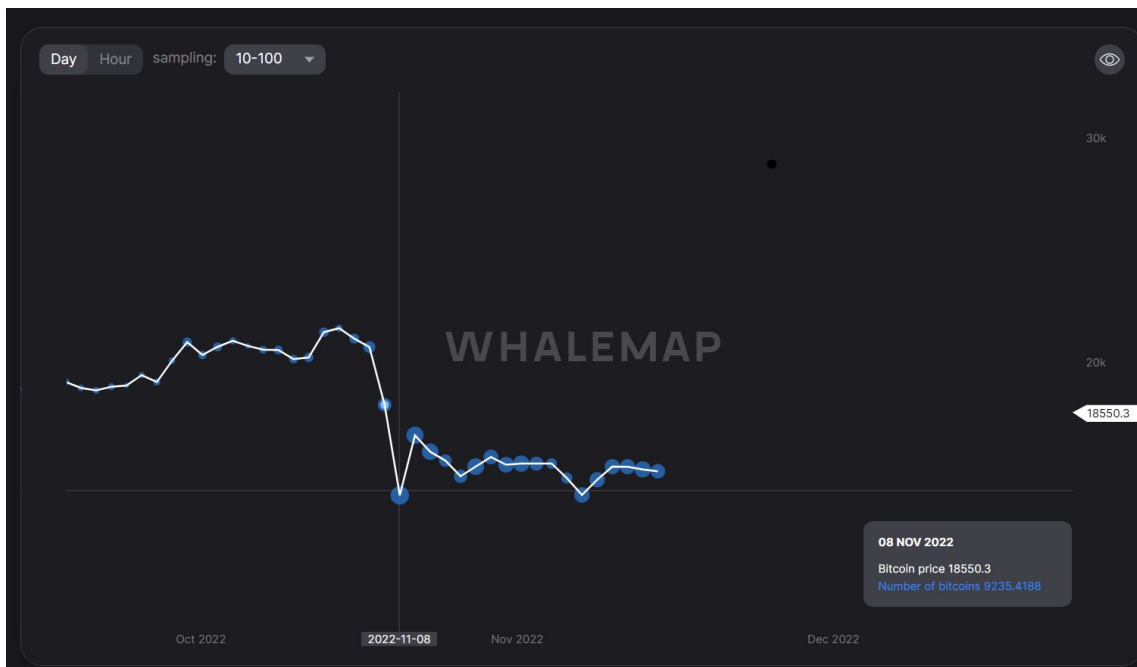 Day Hour sampling: 10-100
30k
WHALEMAP
20k
18550.3
08 NOV 2022
Bitcoin price 18550.3
Number of bitcoins 9235.4188
Oct 2022 2022-11-08 Nov 2022 Dec 2022